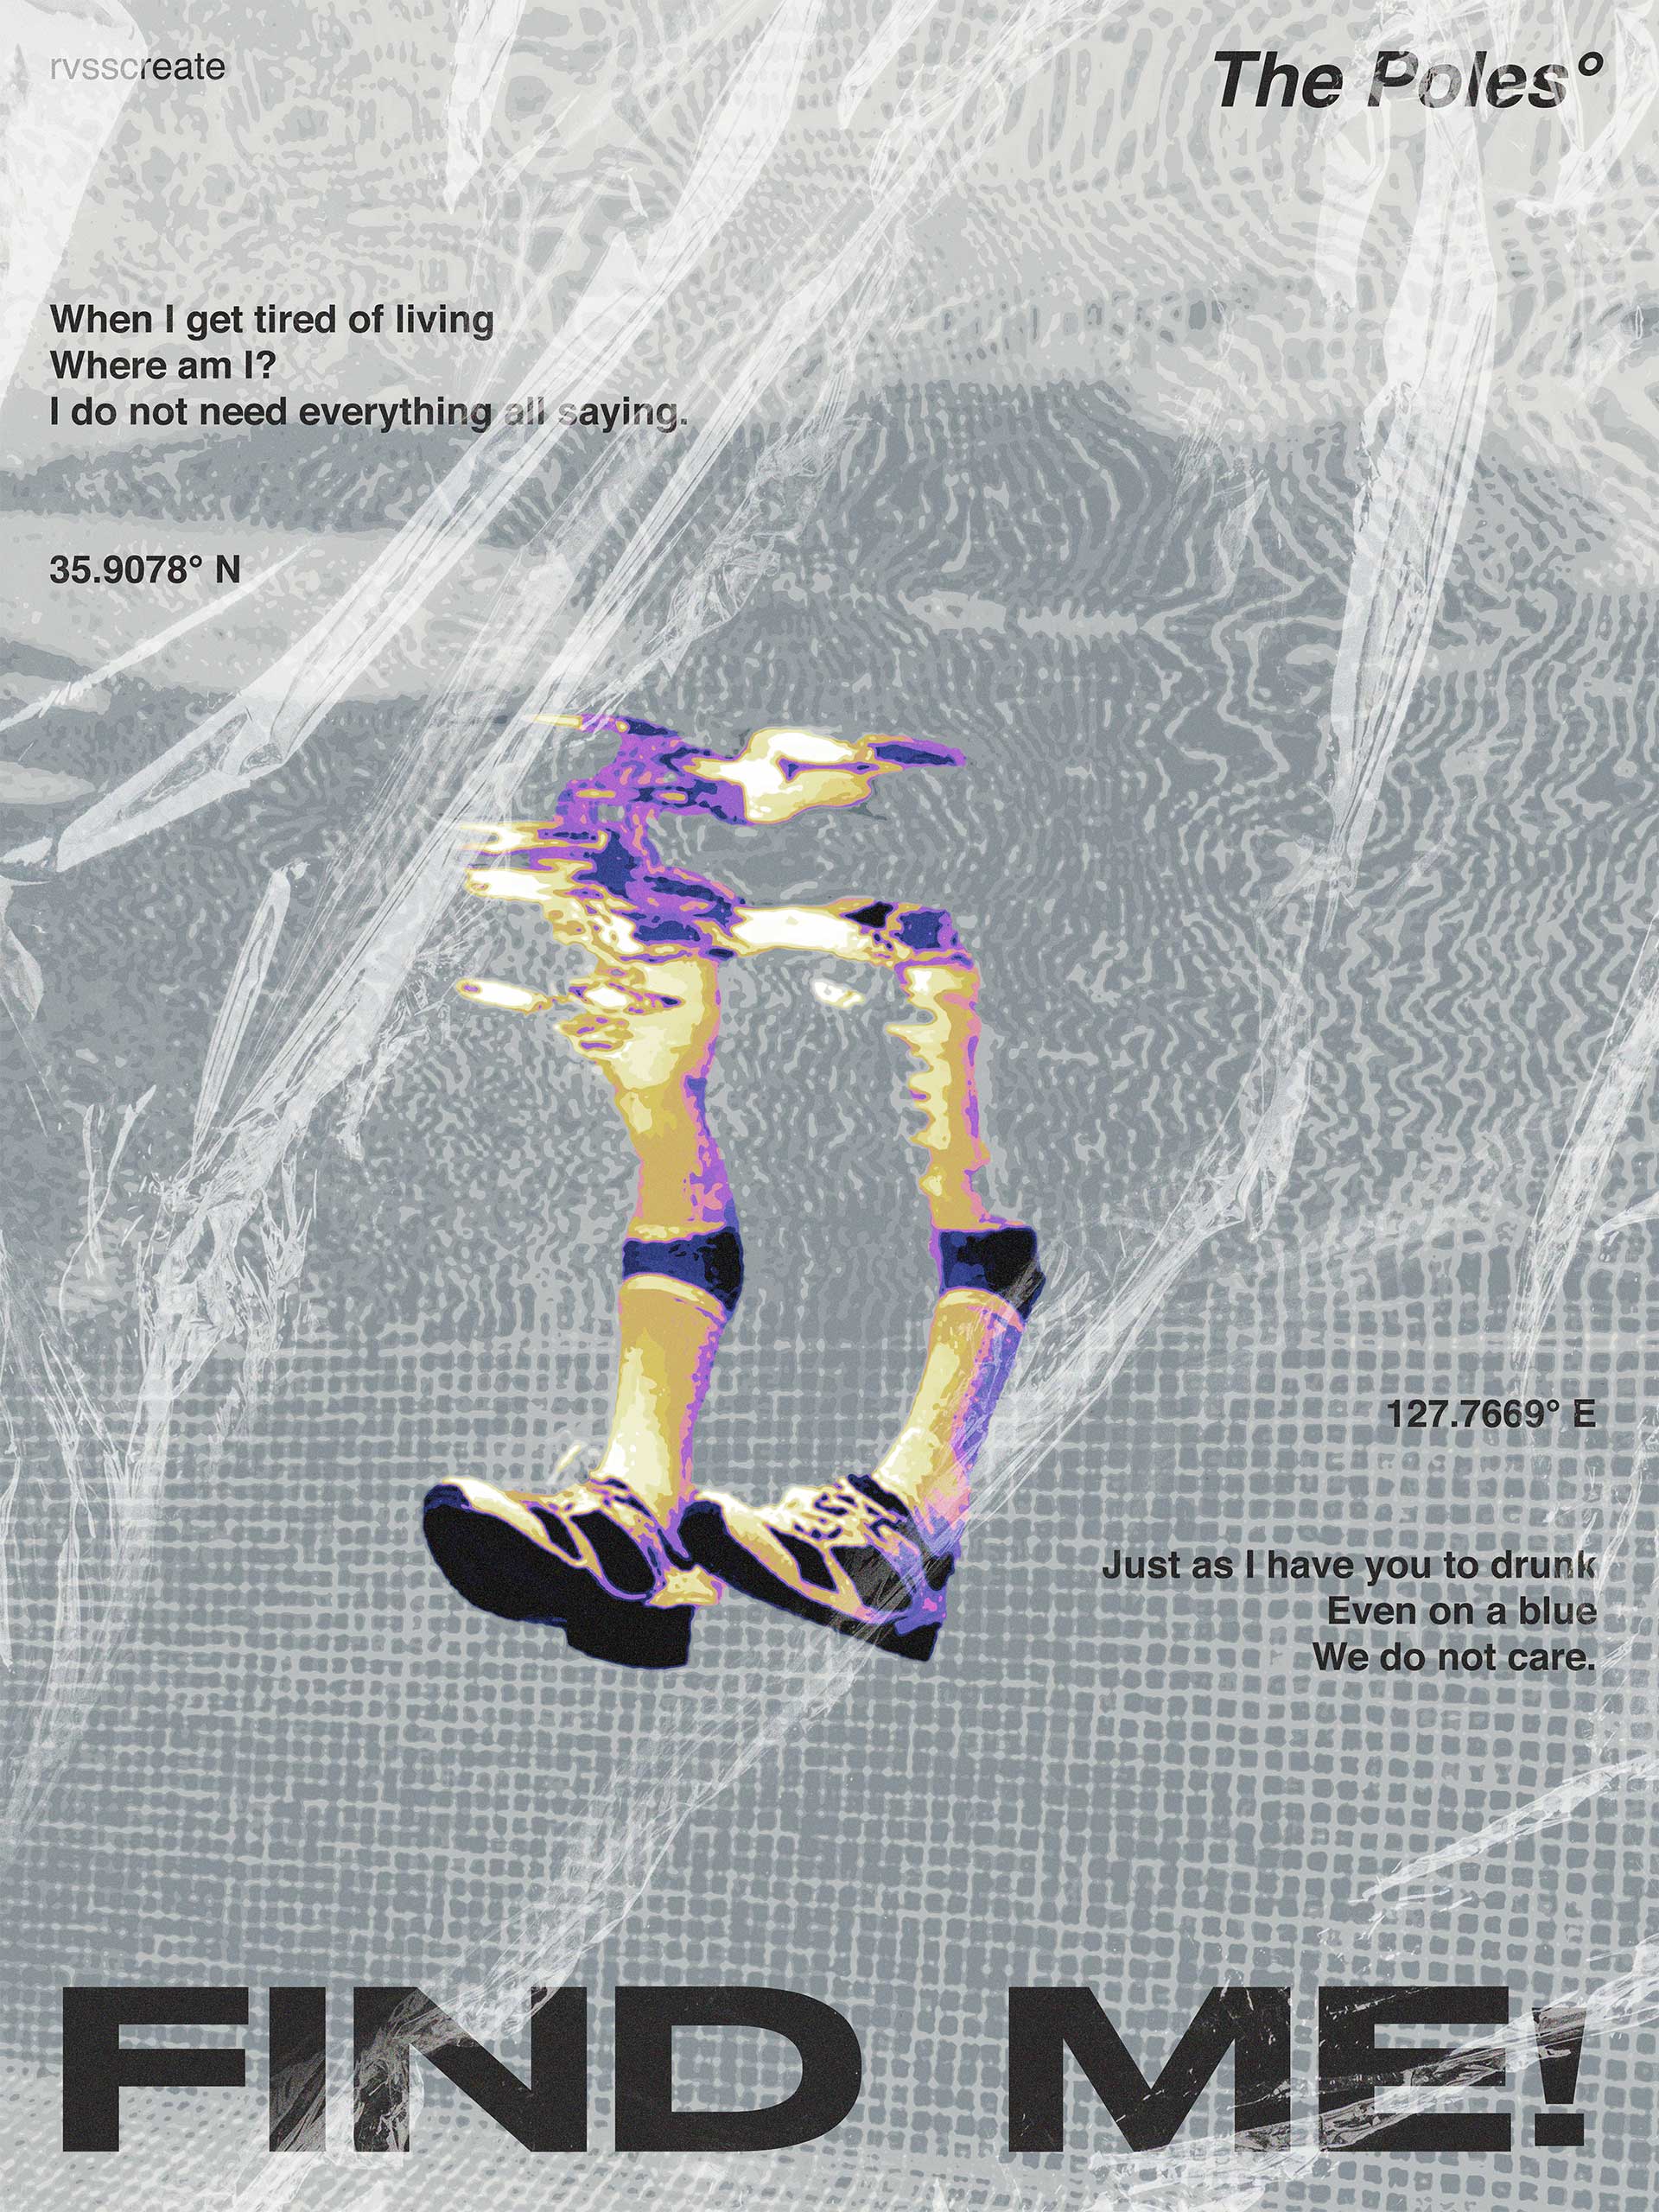 rvsscreate
The Poles°
When I get tired of living
Where am I?
I do not need everything all saying.
35.9078° N
127.7669° E
Just as I have you to drunk
Even on a blue
We do not care.
FIND ME!